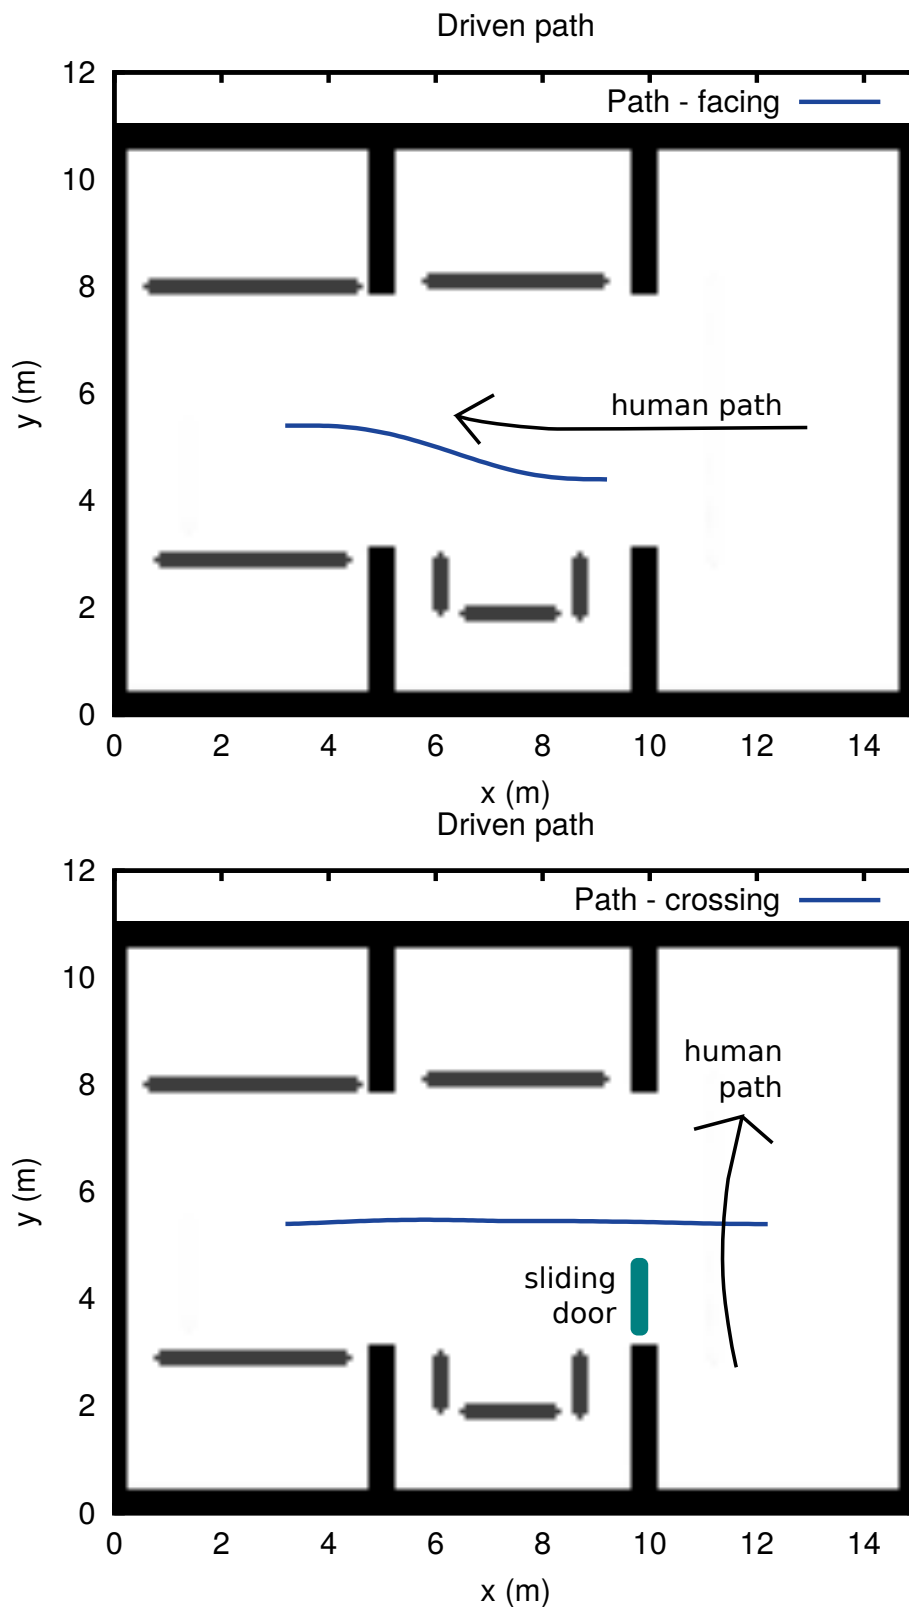 Driven path
12
Path - facing
10
8
6
human path
y (m)
4
2
0
0 2 4 6 8 10 12 14
x (m)
Driven path
12
Path - crossing
10
human
path
8
6
y (m)
sliding
door
4
2
0
0 2 4 6 8 10 12 14
x (m)